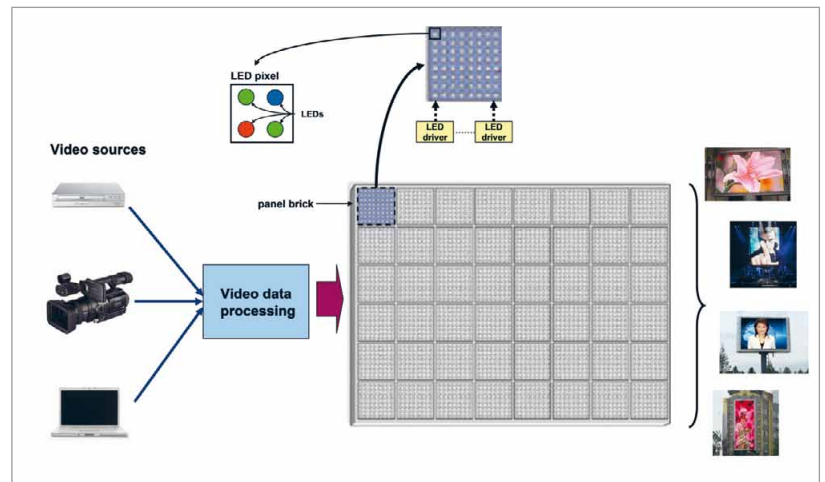 LED pixel
LEDs
LED
driver
LED
driver
Video sources
panel brick
Video data
processing